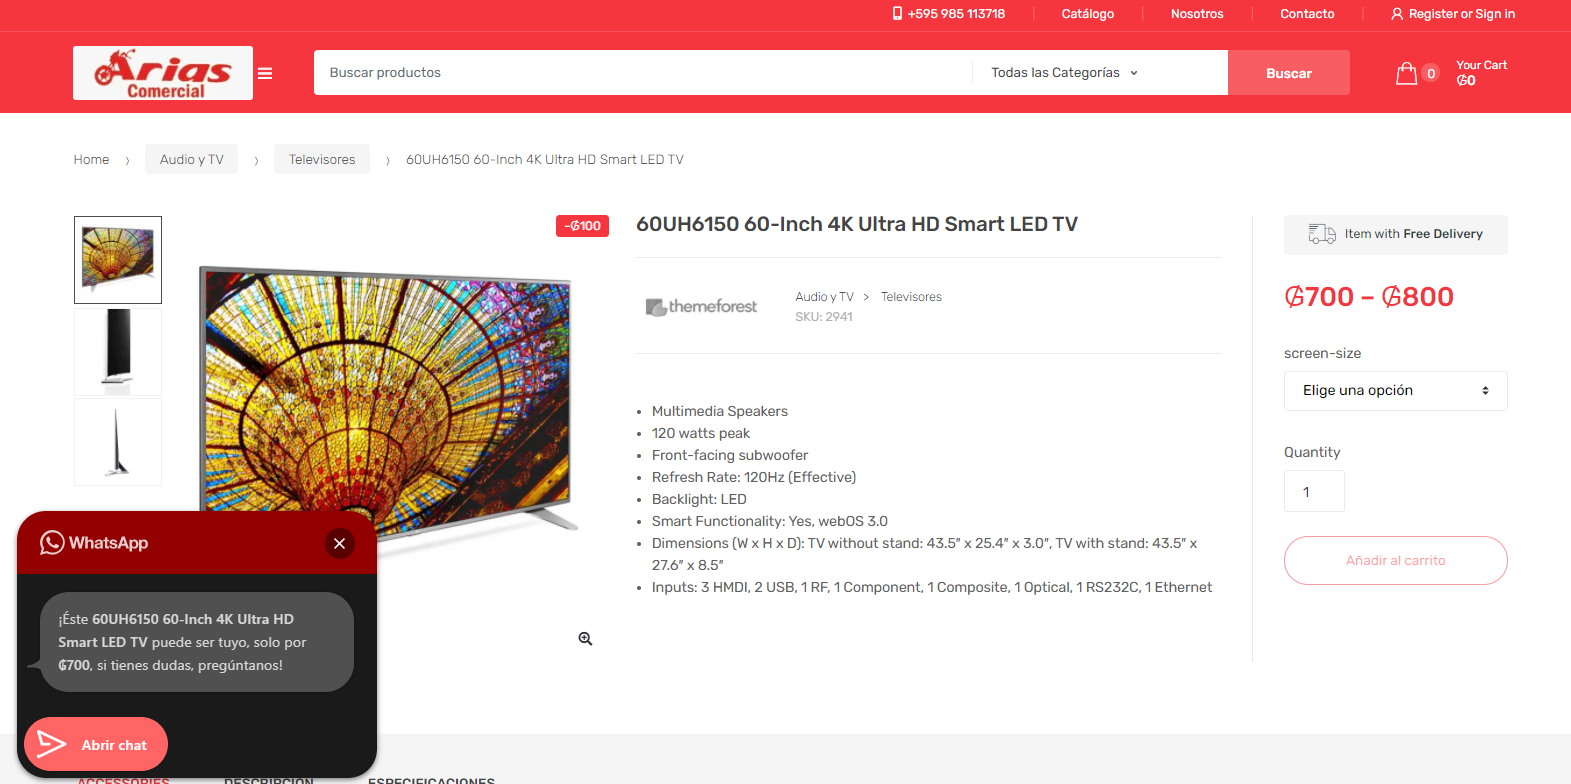 +595 985 113718
Catálogo
Nosotros
Contacto
Register or Sign in
Arias
Comercial
Buscar productos
Todas las Categorías
Buscar
0
Your Cart
₲0
Home › Audio y TV › Televisores › 60UH6150 60-Inch 4K Ultra HD Smart LED TV
-₲100
60UH6150 60-Inch 4K Ultra HD Smart LED TV
themeforest
Audio y TV > Televisores
SKU: 2941
• Multimedia Speakers
• 120 watts peak
• Front-facing subwoofer
• Refresh Rate: 120Hz (Effective)
• Backlight: LED
• Smart Functionality: Yes, webOS 3.0
• Dimensions (W x H x D): TV without stand: 43.5″ x 25.4″ x 3.0″, TV with stand: 43.5″ x
27.6″ x 8.5″
• Inputs: 3 HMDI, 2 USB, 1 RF, 1 Component, 1 Composite, 1 Optical, 1 RS232C, 1 Ethernet
Item with Free Delivery
₲700 – ₲800
screen-size
Elige una opción
Quantity
1
Añadir al carrito
WhatsApp
¡Éste 60UH6150 60-Inch 4K Ultra HD
Smart LED TV puede ser tuyo, solo por
₲700, si tienes dudas, pregúntanos!
Abrir chat
ACCESSORIES
DESCRIPCIÓN
ESPECIFICACIONES